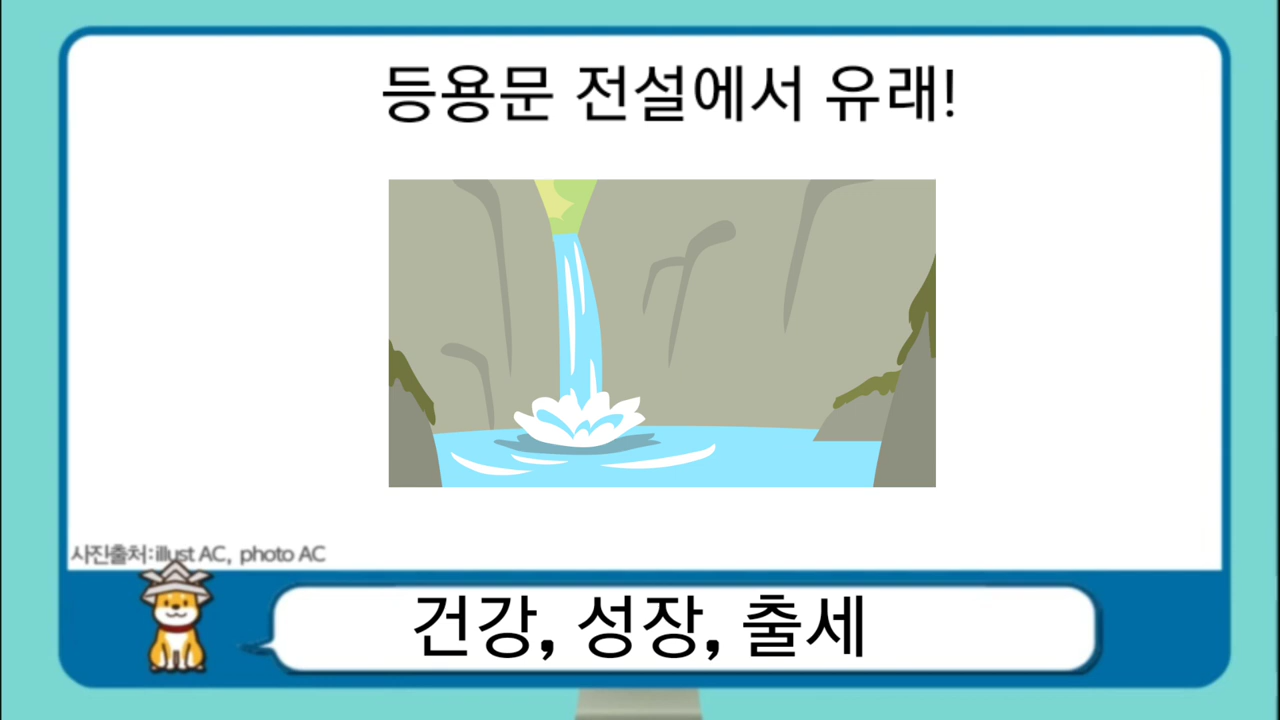 등용문 전설에서 유래!
사진출처:illust AC, photo AC
건강, 성장, 출세